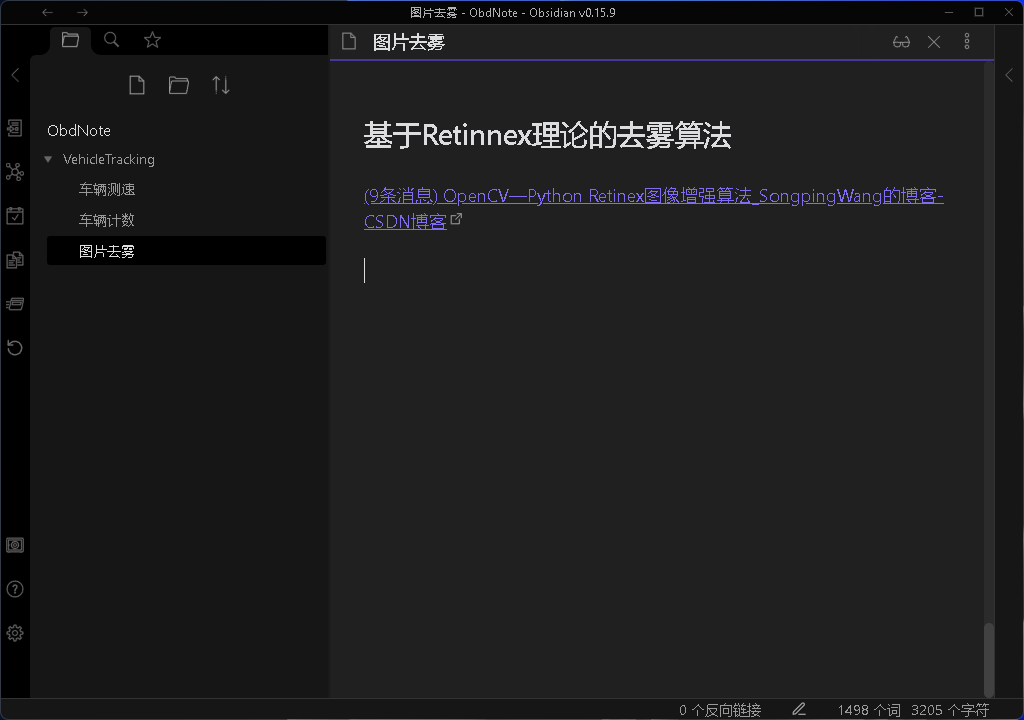 图片去雾 - ObdNote - Obsidian v0.15.9
图片去雾
ObdNote
VehicleTracking
车辆测速
车辆计数
图片去雾
基于Retinnex理论的去雾算法
(9条消息) OpenCV—Python Retinex图像增强算法_SongpingWang的博客-
CSDN博客
0 个反向链接
1498 个词
3205 个字符